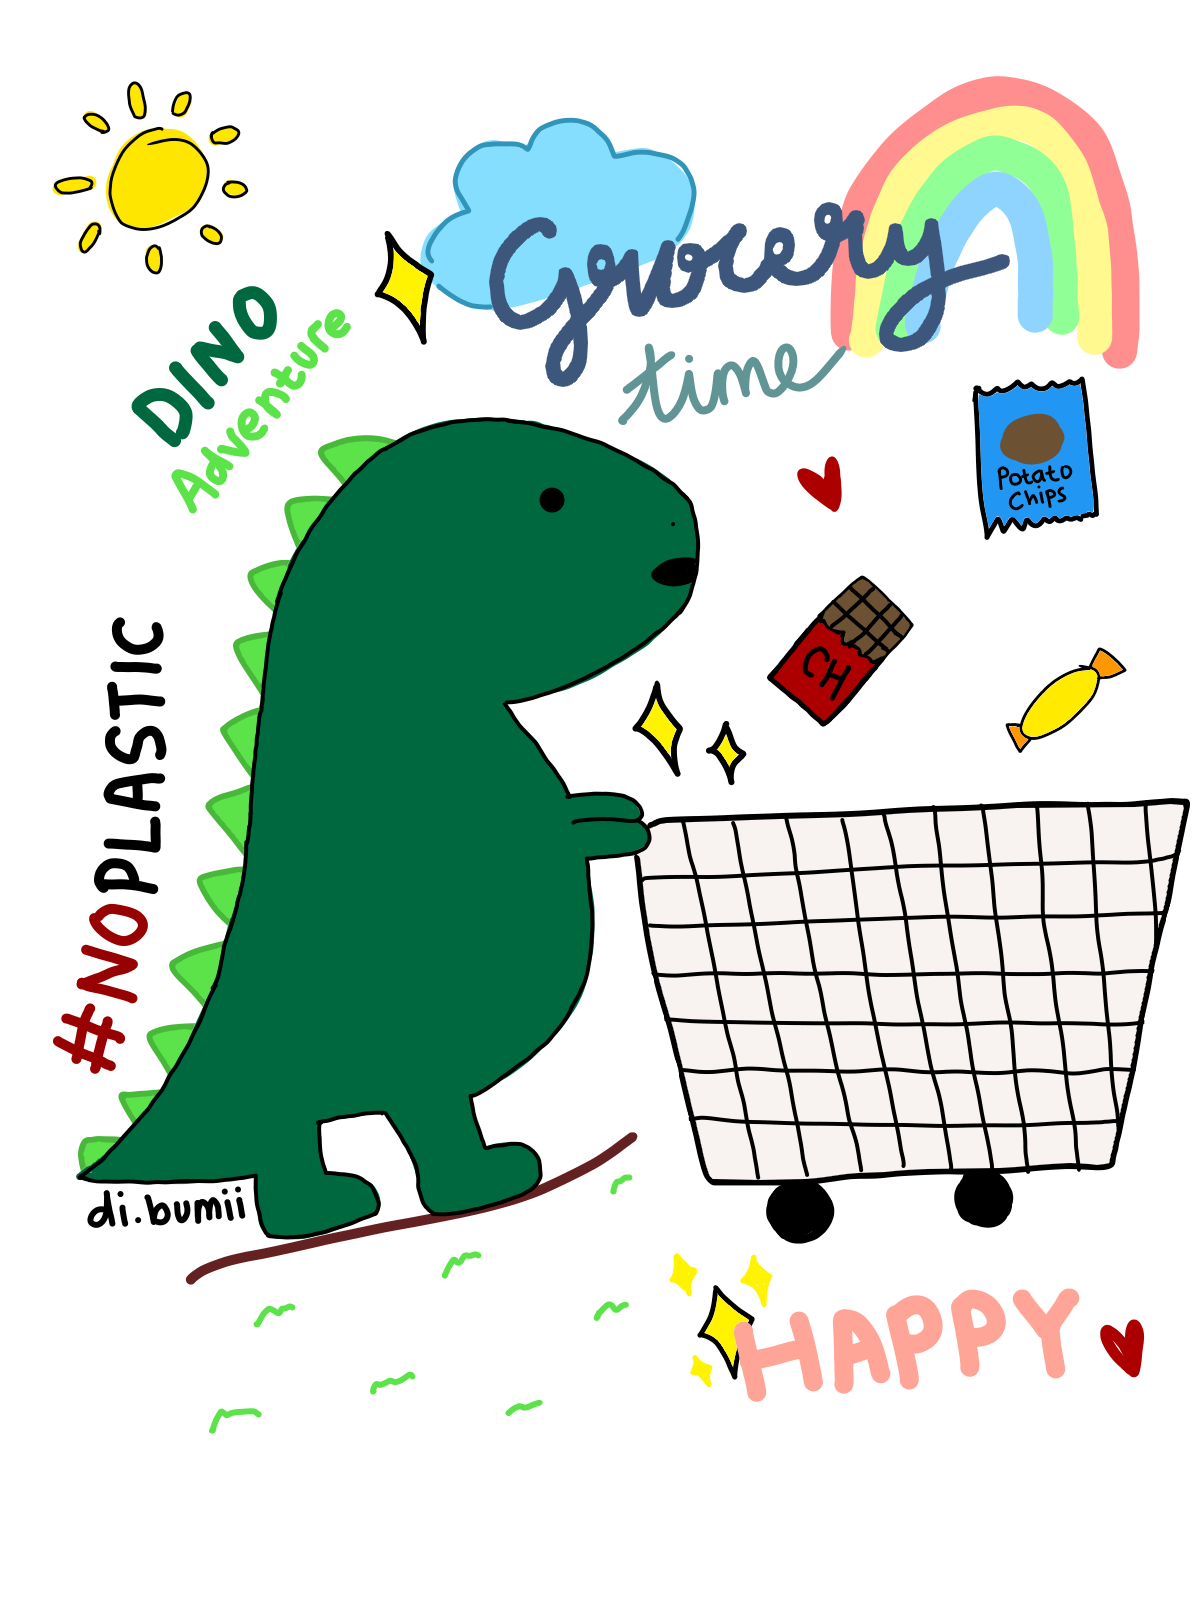 Grocery
time
DINO
Adventure
Potato
Chips
CH
#NOPLASTIC
di.bumii
HAPPY